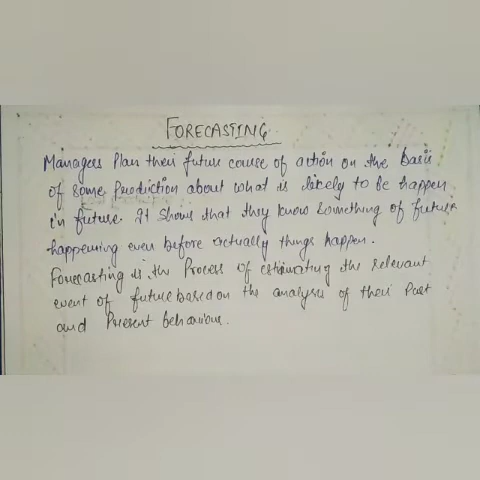 FORECASTING
Managers Plan their future course of action on the basis
of some Production about what is likely to be happen
in future. It shows that they know something of future
happening even before actually things happen.
Forecasting is the Process of estimating the relevant
event of future based on the analysis of their Past
and Present behaviour.